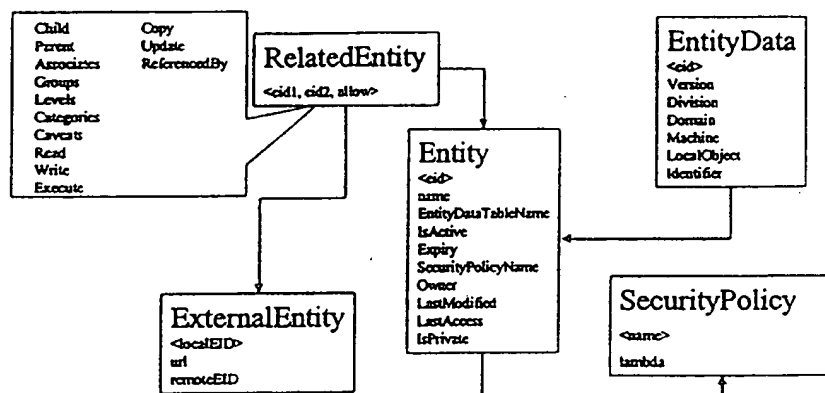 Child Copy
Parent Update
Associates ReferencedBy
Groups
Levels
Categories
Caveats
Read
Write
Execute
RelatedEntity
<eid1, eid2, allow>
EntityData
<eid>
Version
Division
Domain
Machine
LocalObject
Identifier
Entity
<eid>
name
EntityDataTableName
IsActive
Expiry
SecurityPolicyName
Owner
LastModified
LastAccess
IsPrivate
ExternalEntity
<localEID>
url
remoteEID
SecurityPolicy
<name>
lambda